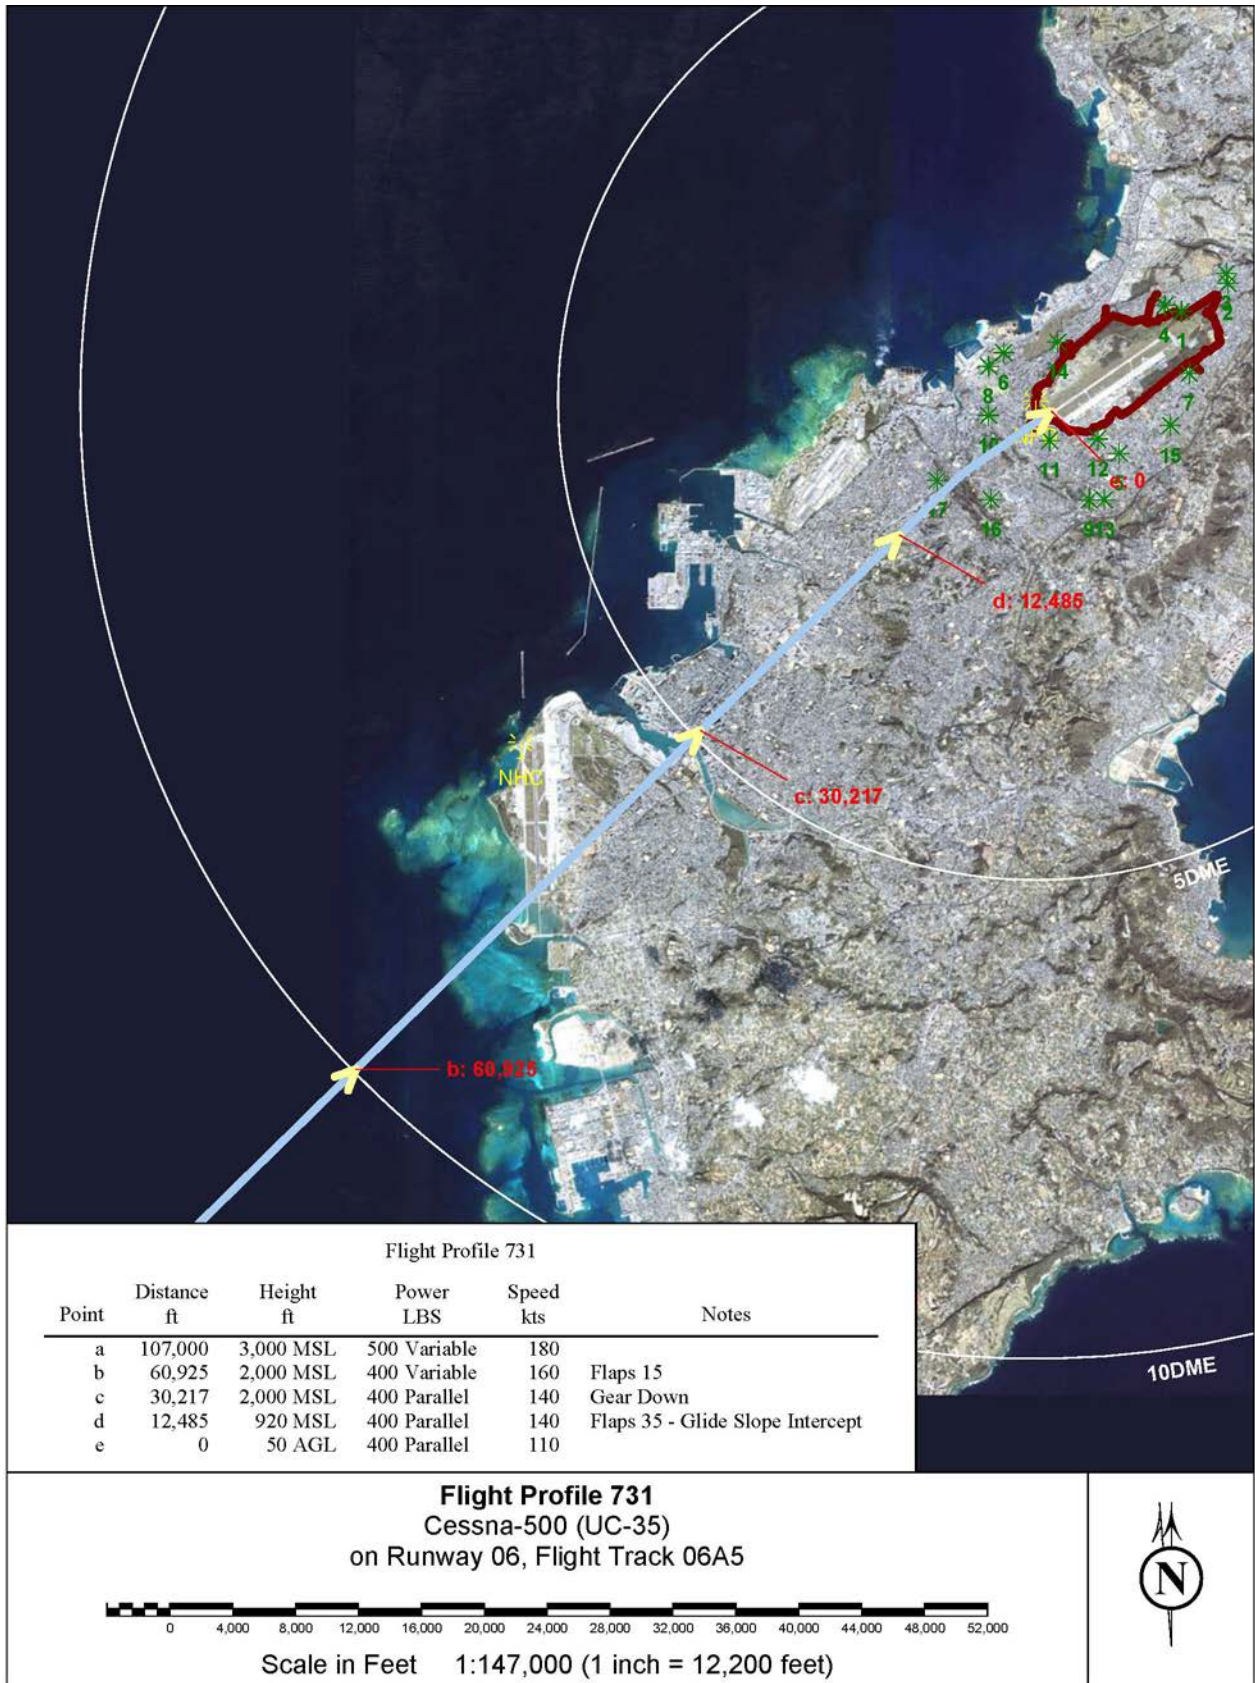 4
1
2
14
6
8
7
10
11
12
15
e: 0
16
913
d: 12,485
NHC
c: 30,217
5DME
b: 60,925
10DME
Flight Profile 731
Point Distance ft Height ft Power LBS Speed kts Notes
a 107,000 3,000 MSL 500 Variable 180
b 60,925 2,000 MSL 400 Variable 160 Flaps 15
c 30,217 2,000 MSL 400 Parallel 140 Gear Down
d 12,485 920 MSL 400 Parallel 140 Flaps 35 - Glide Slope Intercept
e 0 50 AGL 400 Parallel 110
Flight Profile 731
Cessna-500 (UC-35)
on Runway 06, Flight Track 06A5
0 4,000 8,000 12,000 16,000 20,000 24,000 28,000 32,000 36,000 40,000 44,000 48,000 52,000
Scale in Feet 1:147,000 (1 inch = 12,200 feet)
N